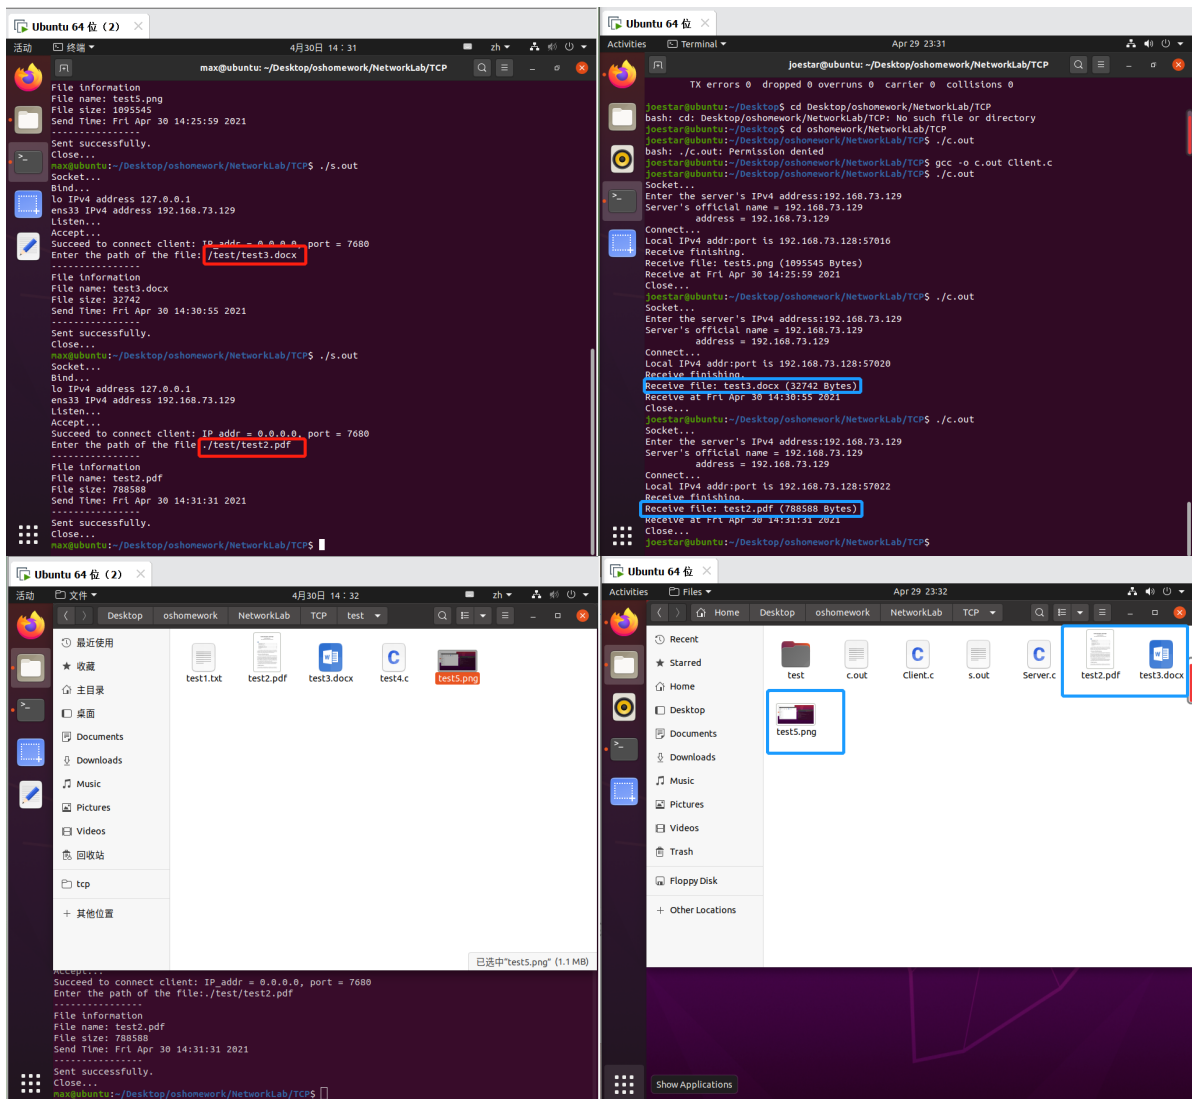 Ubuntu 64 位 (2)
活动
终端
4月30日 14：31
zh
max@ubuntu: ~/Desktop/oshomework/NetworkLab/TCP
File information
File name: test5.png
File size: 1095545
Send Time: Fri Apr 30 14:25:59 2021
----------------
Sent successfully.
Close...
max@ubuntu:~/Desktop/oshomework/NetworkLab/TCP$ ./s.out
Socket...
Bind...
lo IPv4 address 127.0.0.1
ens33 IPv4 address 192.168.73.129
Listen...
Accept...
Succeed to connect client: IP_addr = 0.0.0.0, port = 7680
Enter the path of the file: /test/test3.docx
----------------
File information
File name: test3.docx
File size: 32742
Send Time: Fri Apr 30 14:30:55 2021
----------------
Sent successfully.
Close...
max@ubuntu:~/Desktop/oshomework/NetworkLab/TCP$ ./s.out
Socket...
Bind...
lo IPv4 address 127.0.0.1
ens33 IPv4 address 192.168.73.129
Listen...
Accept...
Succeed to connect client: IP_addr = 0.0.0.0, port = 7680
Enter the path of the file ./test/test2.pdf
----------------
File information
File name: test2.pdf
File size: 788588
Send Time: Fri Apr 30 14:31:31 2021
----------------
Sent successfully.
Close...
max@ubuntu:~/Desktop/oshomework/NetworkLab/TCP$
Ubuntu 64 位
Activities
Terminal
Apr 29 23:31
joestar@ubuntu: ~/Desktop/oshomework/NetworkLab/TCP
TX errors 0 dropped 0 overruns 0 carrier 0 collisions 0
joestar@ubuntu:~/Desktop$ cd Desktop/oshomework/NetworkLab/TCP
bash: cd: Desktop/oshomework/NetworkLab/TCP: No such file or directory
joestar@ubuntu:~/Desktop$ cd oshomework/NetworkLab/TCP
joestar@ubuntu:~/Desktop/oshomework/NetworkLab/TCP$ ./c.out
bash: ./c.out: Permission denied
joestar@ubuntu:~/Desktop/oshomework/NetworkLab/TCP$ gcc -o c.out Client.c
joestar@ubuntu:~/Desktop/oshomework/NetworkLab/TCP$ ./c.out
Socket...
Enter the server's IPv4 address:192.168.73.129
Server's official name = 192.168.73.129
address = 192.168.73.129
Connect...
Local IPv4 addr:port is 192.168.73.128:57016
Receive finishing.
Receive file: test5.png (1095545 Bytes)
Receive at Fri Apr 30 14:25:59 2021
Close...
joestar@ubuntu:~/Desktop/oshomework/NetworkLab/TCP$ ./c.out
Socket...
Enter the server's IPv4 address:192.168.73.129
Server's official name = 192.168.73.129
address = 192.168.73.129
Connect...
Local IPv4 addr:port is 192.168.73.128:57020
Receive finishing.
Receive file: test3.docx (32742 Bytes)
Receive at Fri Apr 30 14:30:55 2021
Close...
joestar@ubuntu:~/Desktop/oshomework/NetworkLab/TCP$ ./c.out
Socket...
Enter the server's IPv4 address:192.168.73.129
Server's official name = 192.168.73.129
address = 192.168.73.129
Connect...
Local IPv4 addr:port is 192.168.73.128:57022
Receive finishing.
Receive file: test2.pdf (788588 Bytes)
Receive at Fri Apr 30 14:31:31 2021
Close...
joestar@ubuntu:~/Desktop/oshomework/NetworkLab/TCP$
Ubuntu 64 位 (2)
活动
文件
4月30日 14：32
zh
Desktop oshomework NetworkLab TCP test
最近使用
收藏
主目录
桌面
Documents
Downloads
Music
Pictures
Videos
回收站
tcp
+ 其他位置
test1.txt test2.pdf test3.docx test4.c test5.png
已选中"test5.png" (1.1 MB)
Accept...
Succeed to connect client: IP_addr = 0.0.0.0, port = 7680
Enter the path of the file:./test/test2.pdf
----------------
File information
File name: test2.pdf
File size: 788588
Send Time: Fri Apr 30 14:31:31 2021
----------------
Sent successfully.
Close...
max@ubuntu:~/Desktop/oshomework/NetworkLab/TCP$
Ubuntu 64 位
Activities
Files
Apr 29 23:32
Home Desktop oshomework NetworkLab TCP
Recent
Starred
Home
Desktop
Documents
Downloads
Music
Pictures
Videos
Trash
Floppy Disk
+ Other Locations
test c.out Client.c s.out Server.c test2.pdf test3.docx
test5.png
Show Applications